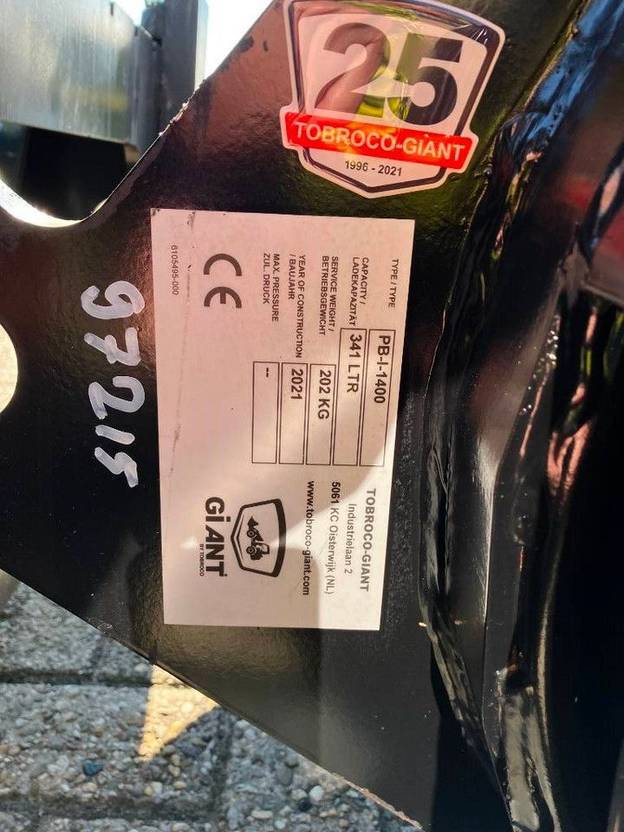 25
TOBROCO-GIANT
1996 - 2021
TYPE / TYPE PB-I-1400
CAPACITY /
LADEKAPAZITÄT 341 LTR
SERVICE WEIGHT /
BETRIEBSGEWICHT 202 KG
YEAR OF CONSTRUCTION
/ BAUJAHR 2021
MAX. PRESSURE
ZUL. DRUCK --
CE
6105495-000
TOBROCO-GIANT
Industrielaan 2
5061 KC Oisterwijk (NL)
www.tobroco-giant.com
GiANT
BY TOBROCO
97215